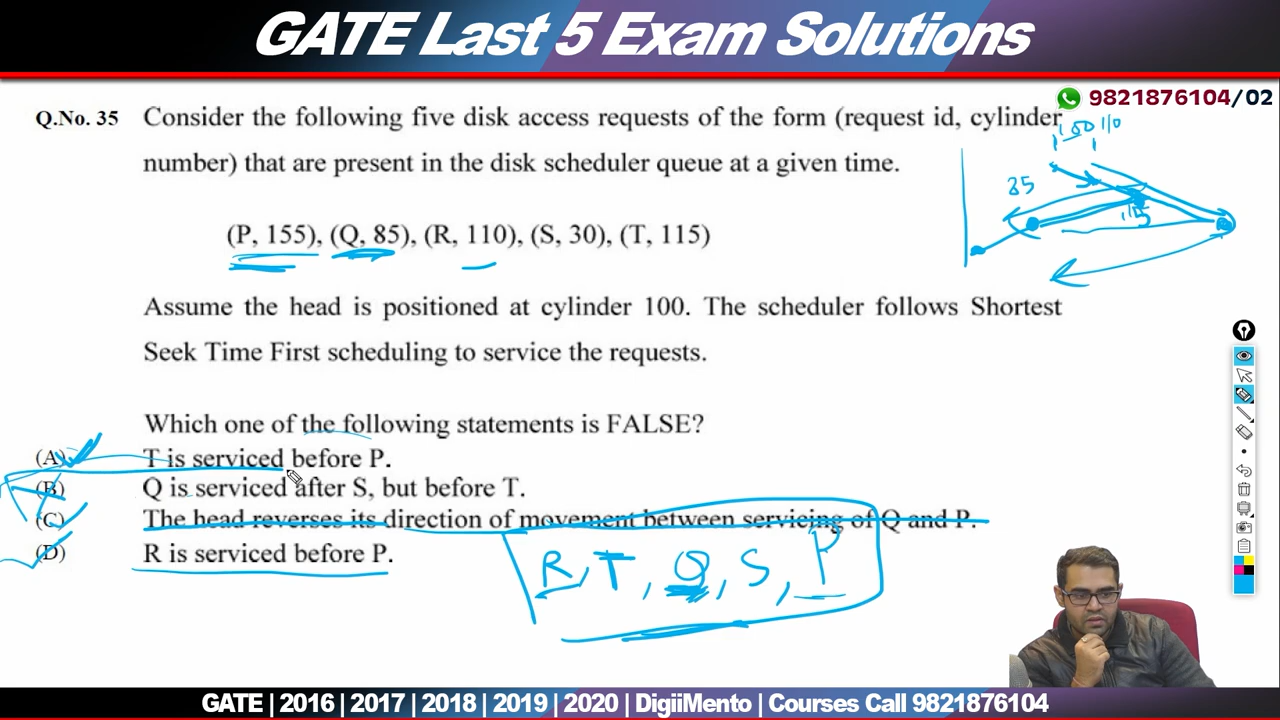 GATE Last 5 Exam Solutions
9821876104/02
Q.No. 35 Consider the following five disk access requests of the form (request id, cylinder
number) that are present in the disk scheduler queue at a given time.
110
85
(P, 155), (Q, 85), (R, 110), (S, 30), (T, 115)
115
Assume the head is positioned at cylinder 100. The scheduler follows Shortest
Seek Time First scheduling to service the requests.
Which one of the following statements is FALSE?
(A) T is serviced before P.
(B) Q is serviced after S, but before T.
(C) The head reverses its direction of movement between servicing of Q and P.
(D) R is serviced before P.
R, T, Q, S, P
GATE | 2016 | 2017 | 2018 | 2019 | 2020 | DigiiMento | Courses Call 9821876104